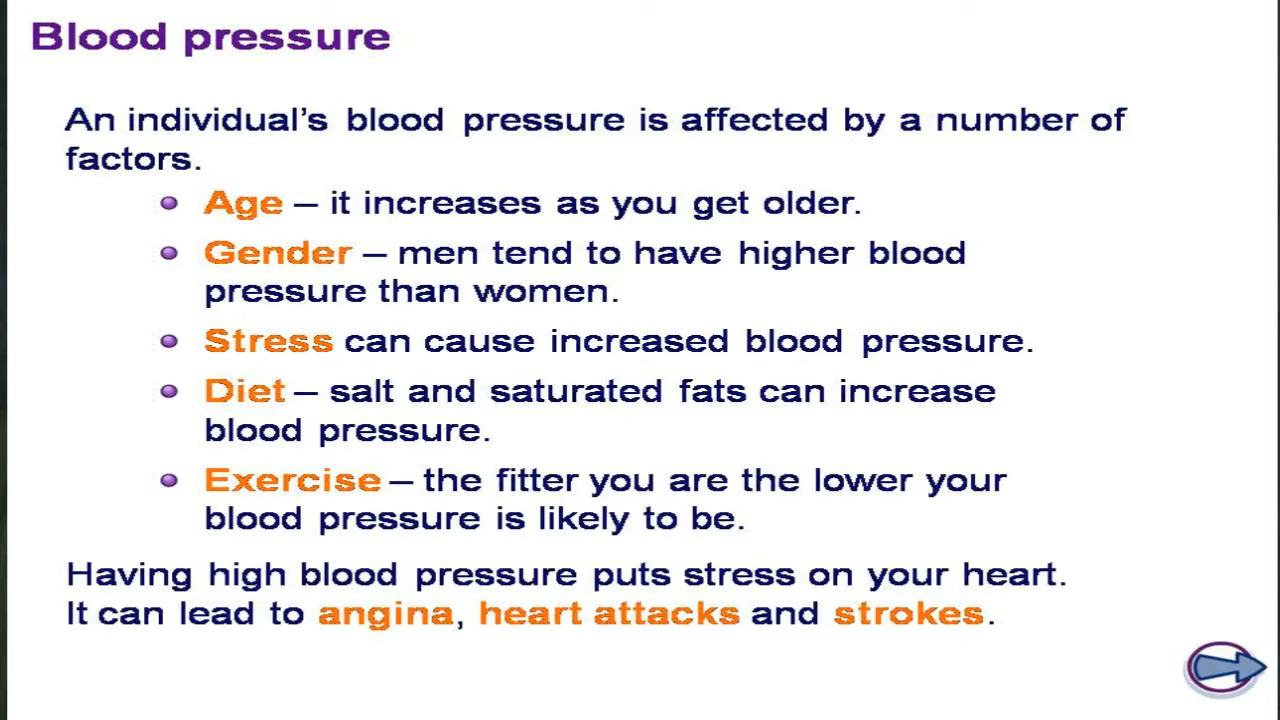 Blood pressure
An individual's blood pressure is affected by a number of
factors.
Age – it increases as you get older.
Gender – men tend to have higher blood
pressure than women.
Stress can cause increased blood pressure.
Diet – salt and saturated fats can increase
blood pressure.
Exercise – the fitter you are the lower your
blood pressure is likely to be.
Having high blood pressure puts stress on your heart.
It can lead to angina, heart attacks and strokes.